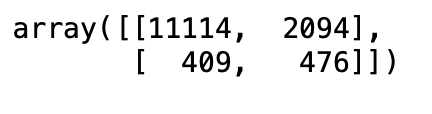 array([[11114,  2094],
       [  409,   476]])